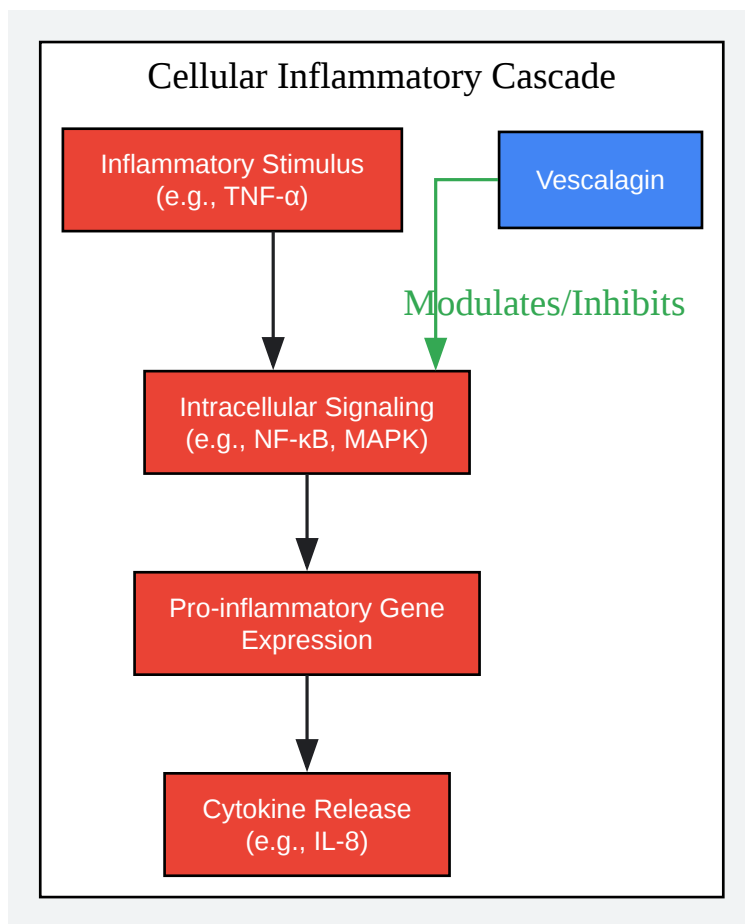 Cellular Inflammatory Cascade
Inflammatory Stimulus
(e.g., TNF-α)
Vescalagin
Modulates/Inhibits
Intracellular Signaling
(e.g., NF-κB, MAPK)
Pro-inflammatory Gene
Expression
Cytokine Release
(e.g., IL-8)